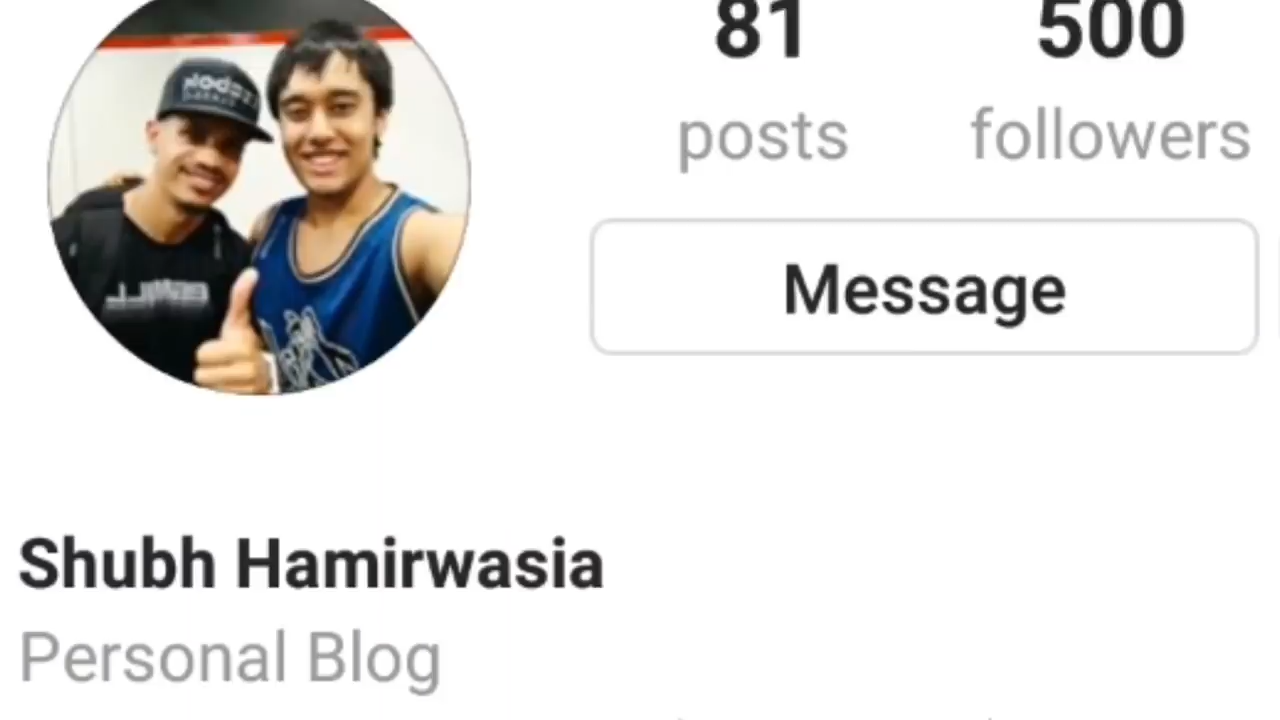 81 500
posts followers
Message
Shubh Hamirwasia
Personal Blog